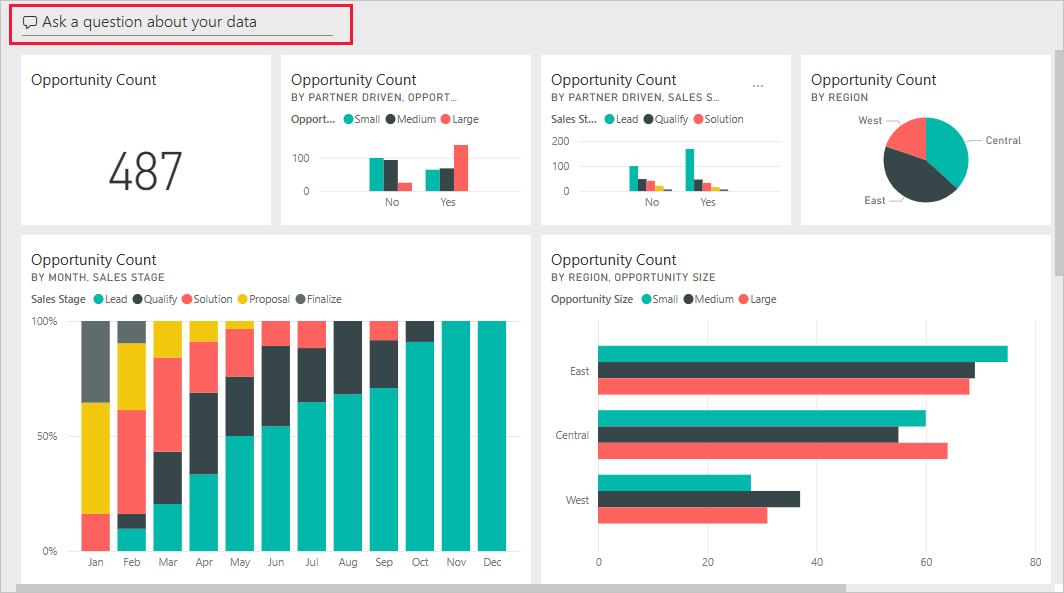 Ask a question about your data
Opportunity Count
487
Opportunity Count
BY PARTNER DRIVEN, OPPORT...
Opport... Small Medium Large
100
0
No Yes
Opportunity Count
...
BY PARTNER DRIVEN, SALES S...
Sales St... Lead Qualify Solution
200
100
0
No Yes
Opportunity Count
BY REGION
West
Central
East
Opportunity Count
BY MONTH, SALES STAGE
Sales Stage Lead Qualify Solution Proposal Finalize
100%
50%
0%
Jan Feb Mar Apr May Jun Jul Aug Sep Oct Nov Dec
Opportunity Count
BY REGION, OPPORTUNITY SIZE
Opportunity Size Small Medium Large
East
Central
West
0 20 40 60 80